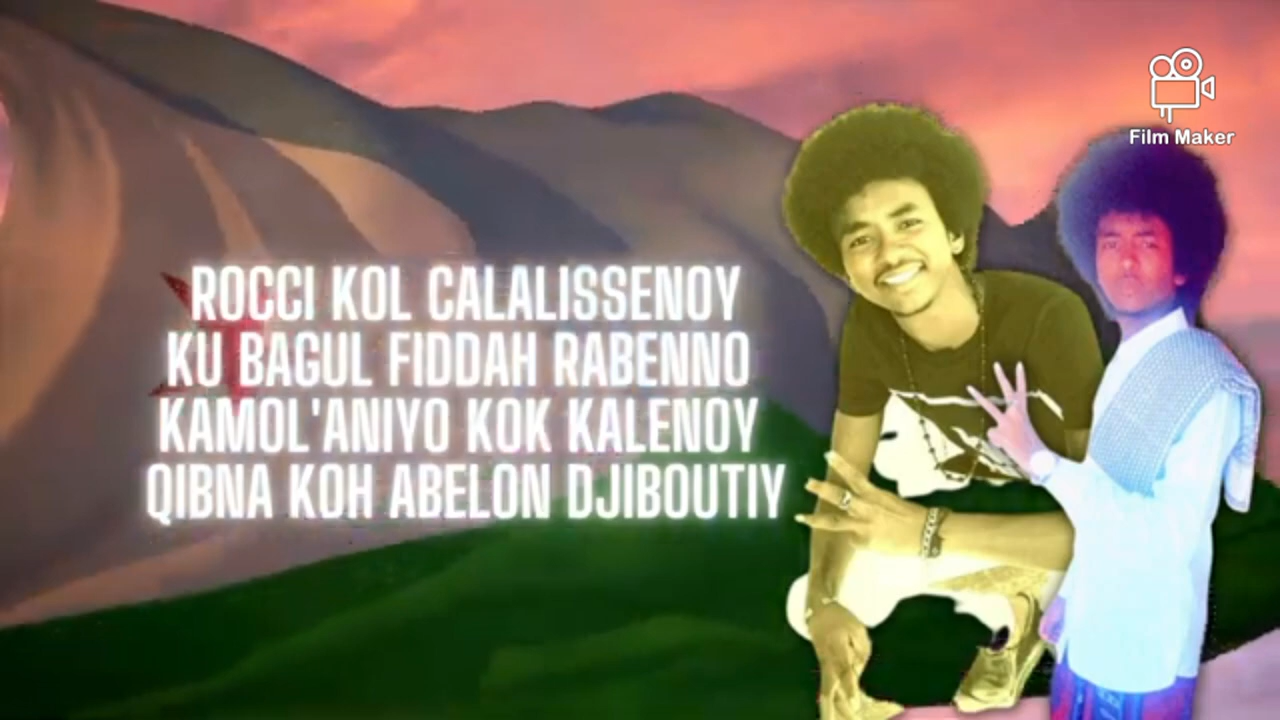 Film Maker
ROCCI KOL CALALISSENOY
KU BAGUL FIDDAH RABENNO
KAMOL'ANIYO KOK KALENOY
QIBNA KOH ABELON DJIBOUTIY